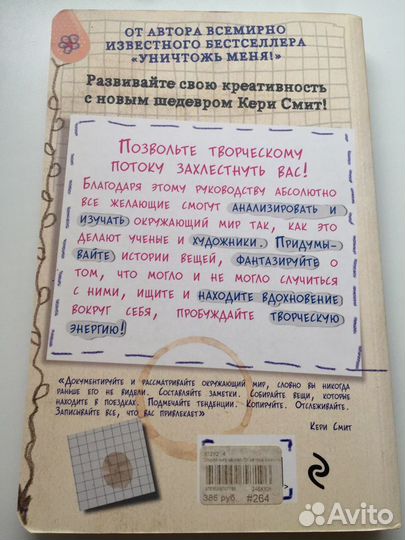 ОТ АВТОРА ВСЕМИРНО
ИЗВЕСТНОГО БЕСТСЕЛЛЕРА
«УНИЧТОЖЬ МЕНЯ!»
Развивайте свою креативность
с новым шедевром Кери Смит!
Позвольте творческому
потоку захлестнуть вас!
Благодаря этому руководству абсолютно
все желающие смогут анализировать и
изучать окружающий мир так, как это
делают ученые и художники. Придумы-
вайте истории вещей, фантазируйте о
том, что могло и не могло случиться
с ними, ищите и находите вдохновение
вокруг себя, пробуждайте творческую
энергию!
«Документируйте и рассматривайте окружающий мир, словно вы никогда
ранее его не видели. Составляйте заметки. Собирайте вещи, которые
находите в поездках. Подмечайте тенденции. Копируйте. Отслеживайте.
Записывайте все, что вас привлекает»
Кери Смит
386 руб. #264
Avito